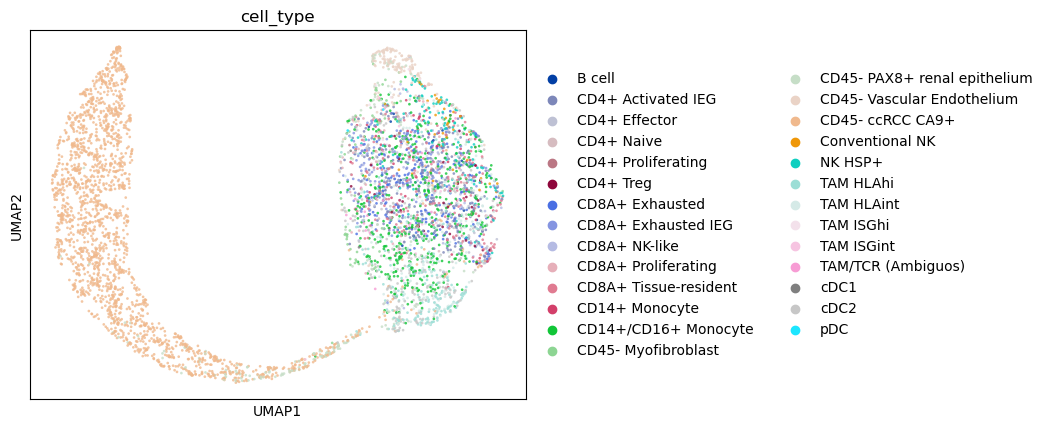 cell_type
UMAP2
UMAP1
B cell
CD4+ Activated IEG
CD4+ Effector
CD4+ Naive
CD4+ Proliferating
CD4+ Treg
CD8A+ Exhausted
CD8A+ Exhausted IEG
CD8A+ NK-like
CD8A+ Proliferating
CD8A+ Tissue-resident
CD14+ Monocyte
CD14+/CD16+ Monocyte
CD45- Myofibroblast
CD45- PAX8+ renal epithelium
CD45- Vascular Endothelium
CD45- ccRCC CA9+
Conventional NK
NK HSP+
TAM HLAhi
TAM HLAint
TAM ISGhi
TAM ISGint
TAM/TCR (Ambiguos)
cDC1
cDC2
pDC